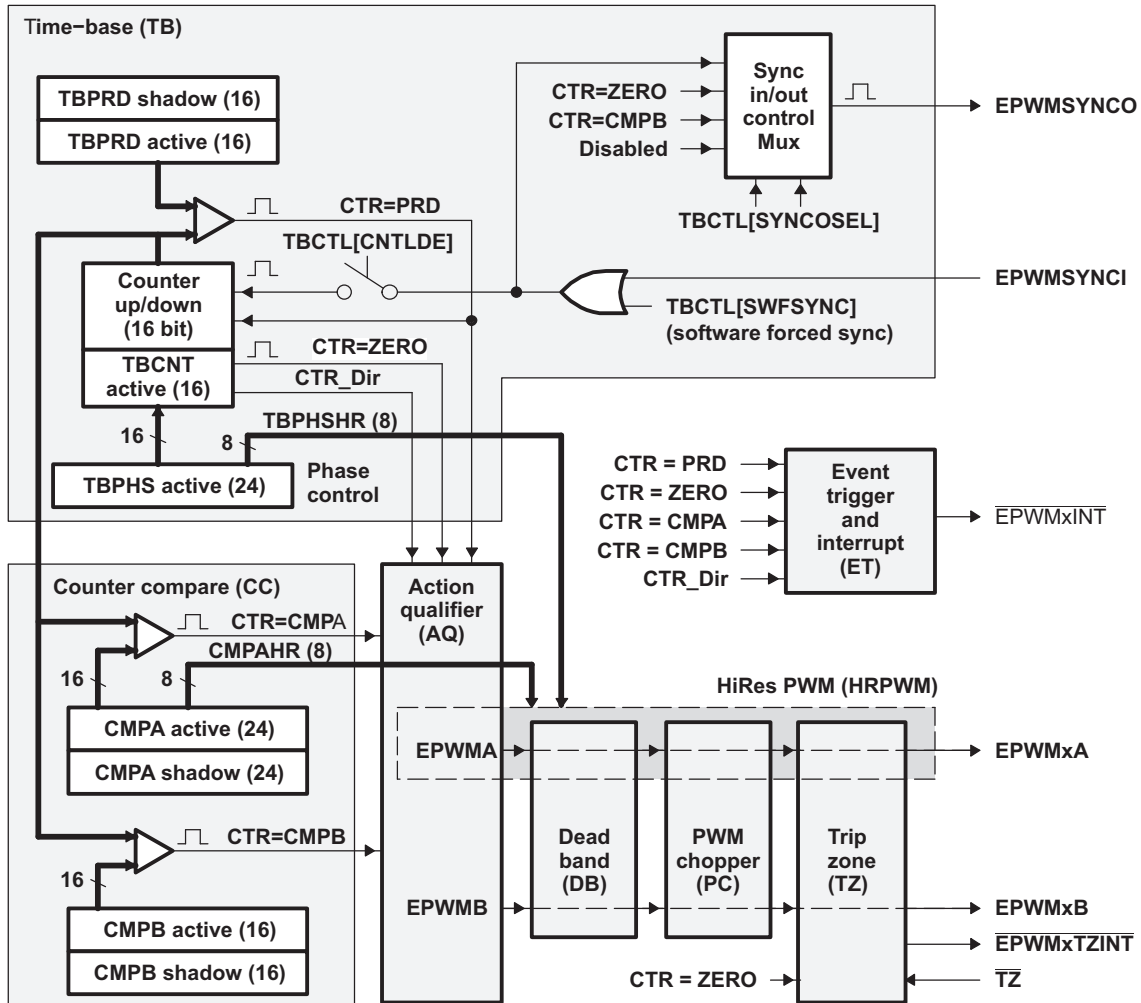 Time−base (TB)
TBPRD shadow (16)
TBPRD active (16)
CTR=ZERO
CTR=CMPB
Disabled
Sync
in/out
control
Mux
EPWMSYNCO
TBCTL[SYNCOSEL]
CTR=PRD
TBCTL[CNTLDE]
EPWMSYNCI
TBCTL[SWFSYNC]
(software forced sync)
Counter
up/down
(16 bit)
TBCNT
active (16)
CTR=ZERO
CTR_Dir
TBPHSHR (8)
16
8
TBPHS active (24)
Phase
control
CTR = PRD
CTR = ZERO
CTR = CMPA
CTR = CMPB
CTR_Dir
Event
trigger
and
interrupt
(ET)
EPWMxINT
Counter compare (CC)
CTR=CMPA
CMPAHR (8)
16
8
CMPA active (24)
CMPA shadow (24)
CTR=CMPB
16
CMPB active (16)
CMPB shadow (16)
Action
qualifier
(AQ)
EPWMA
EPWMB
HiRes PWM (HRPWM)
Dead
band
(DB)
PWM
chopper
(PC)
Trip
zone
(TZ)
EPWMxA
EPWMxB
EPWMxTZINT
CTR = ZERO
TZ